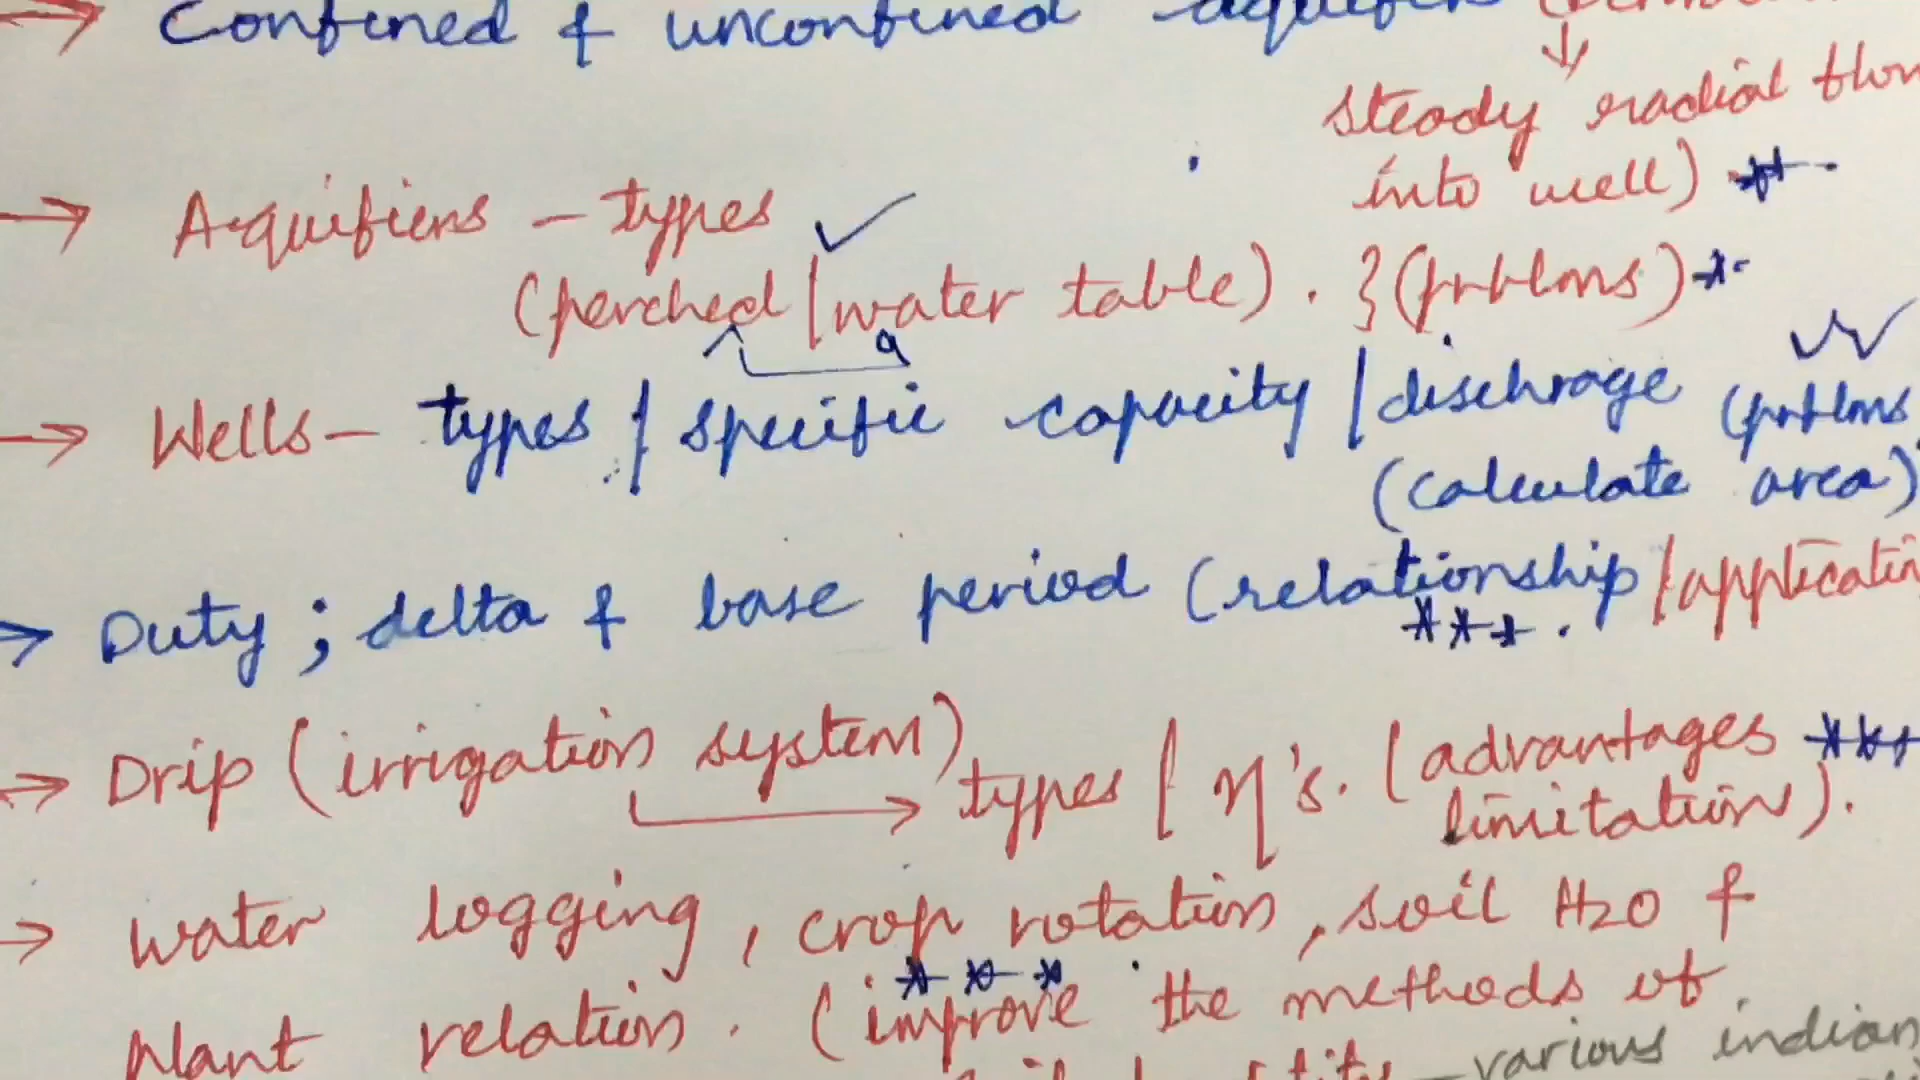 → Confined & unconfined
↓
steady radial flow
into well) **
→ Aquifiers - types ✓
(perched | water table). } (prblms) *
→ Wells - types | specific capacity | dischrage (prblms
(calculate area)
→ Duty ; delta & base period (relationship | applicatin
***
→ Drip (irrigation system) → types | η's. (advantages ***
limitation).
→ water logging, crop rotation, soil H2O &
***
plant relation. (improve the methods of
various indian